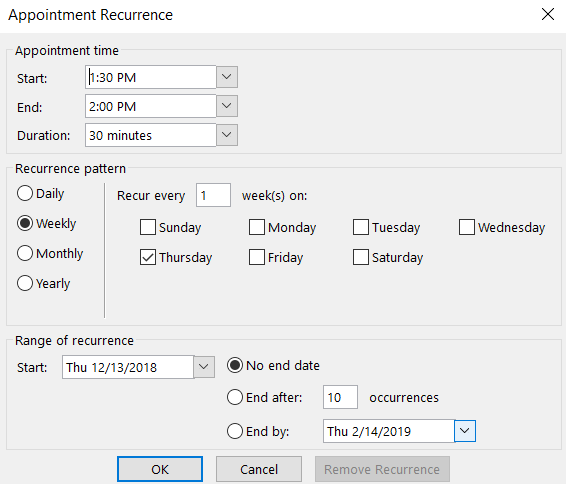 Appointment Recurrence
Appointment time
Start: 1:30 PM
End: 2:00 PM
Duration: 30 minutes
Recurrence pattern
Daily
Recur every 1 week(s) on:
Weekly
Sunday Monday Tuesday Wednesday
Monthly
Thursday Friday Saturday
Yearly
Range of recurrence
Start: Thu 12/13/2018
No end date
End after: 10 occurrences
End by: Thu 2/14/2019
OK Cancel Remove Recurrence